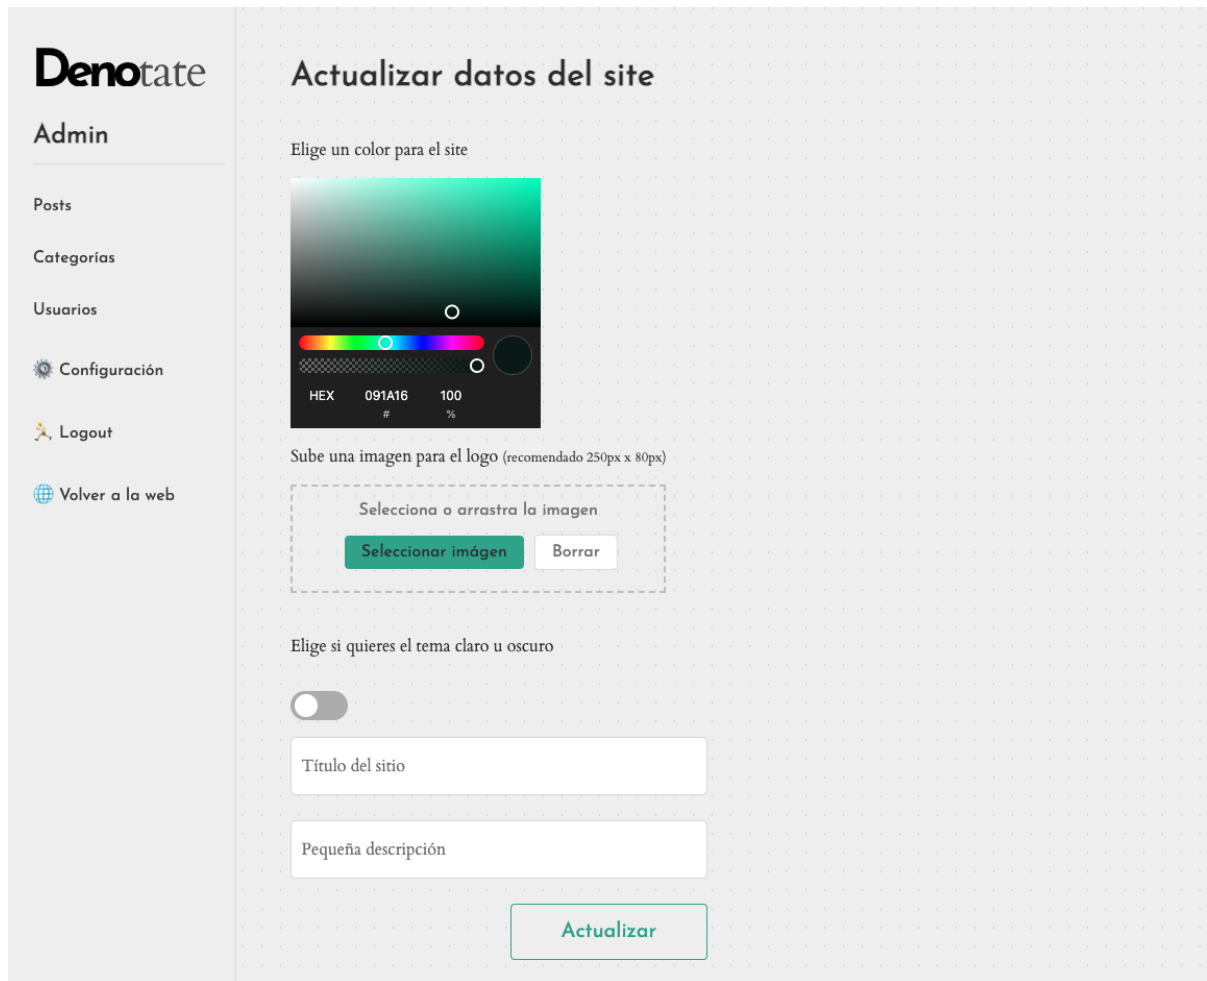 Denotate
Admin
Posts
Categorías
Usuarios
Configuración
Logout
Volver a la web
Actualizar datos del site
Elige un color para el site
HEX 091A16 100
# %
Sube una imagen para el logo (recomendado 250px x 80px)
Selecciona o arrastra la imagen
Seleccionar imágen Borrar
Elige si quieres el tema claro u oscuro
Título del sitio
Pequeña descripción
Actualizar